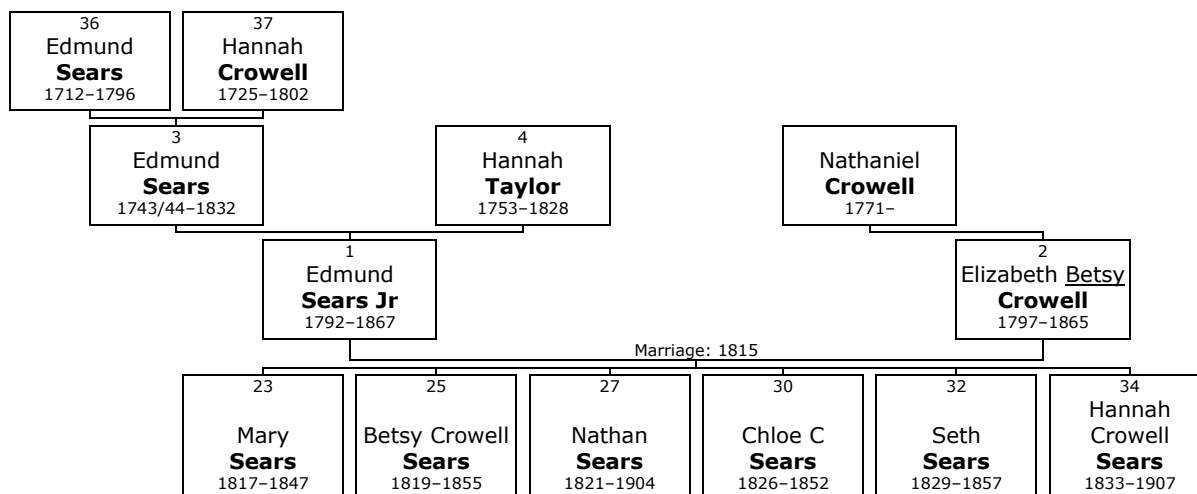 36
Edmund
Sears
1712–1796
37
Hannah
Crowell
1725–1802
3
Edmund
Sears
1743/44–1832
4
Hannah
Taylor
1753–1828
Nathaniel
Crowell
1771–
1
Edmund
Sears Jr
1792–1867
2
Elizabeth Betsy
Crowell
1797–1865
Marriage: 1815
23
Mary
Sears
1817–1847
25
Betsy Crowell
Sears
1819–1855
27
Nathan
Sears
1821–1904
30
Chloe C
Sears
1826–1852
32
Seth
Sears
1829–1857
34
Hannah
Crowell
Sears
1833–1907